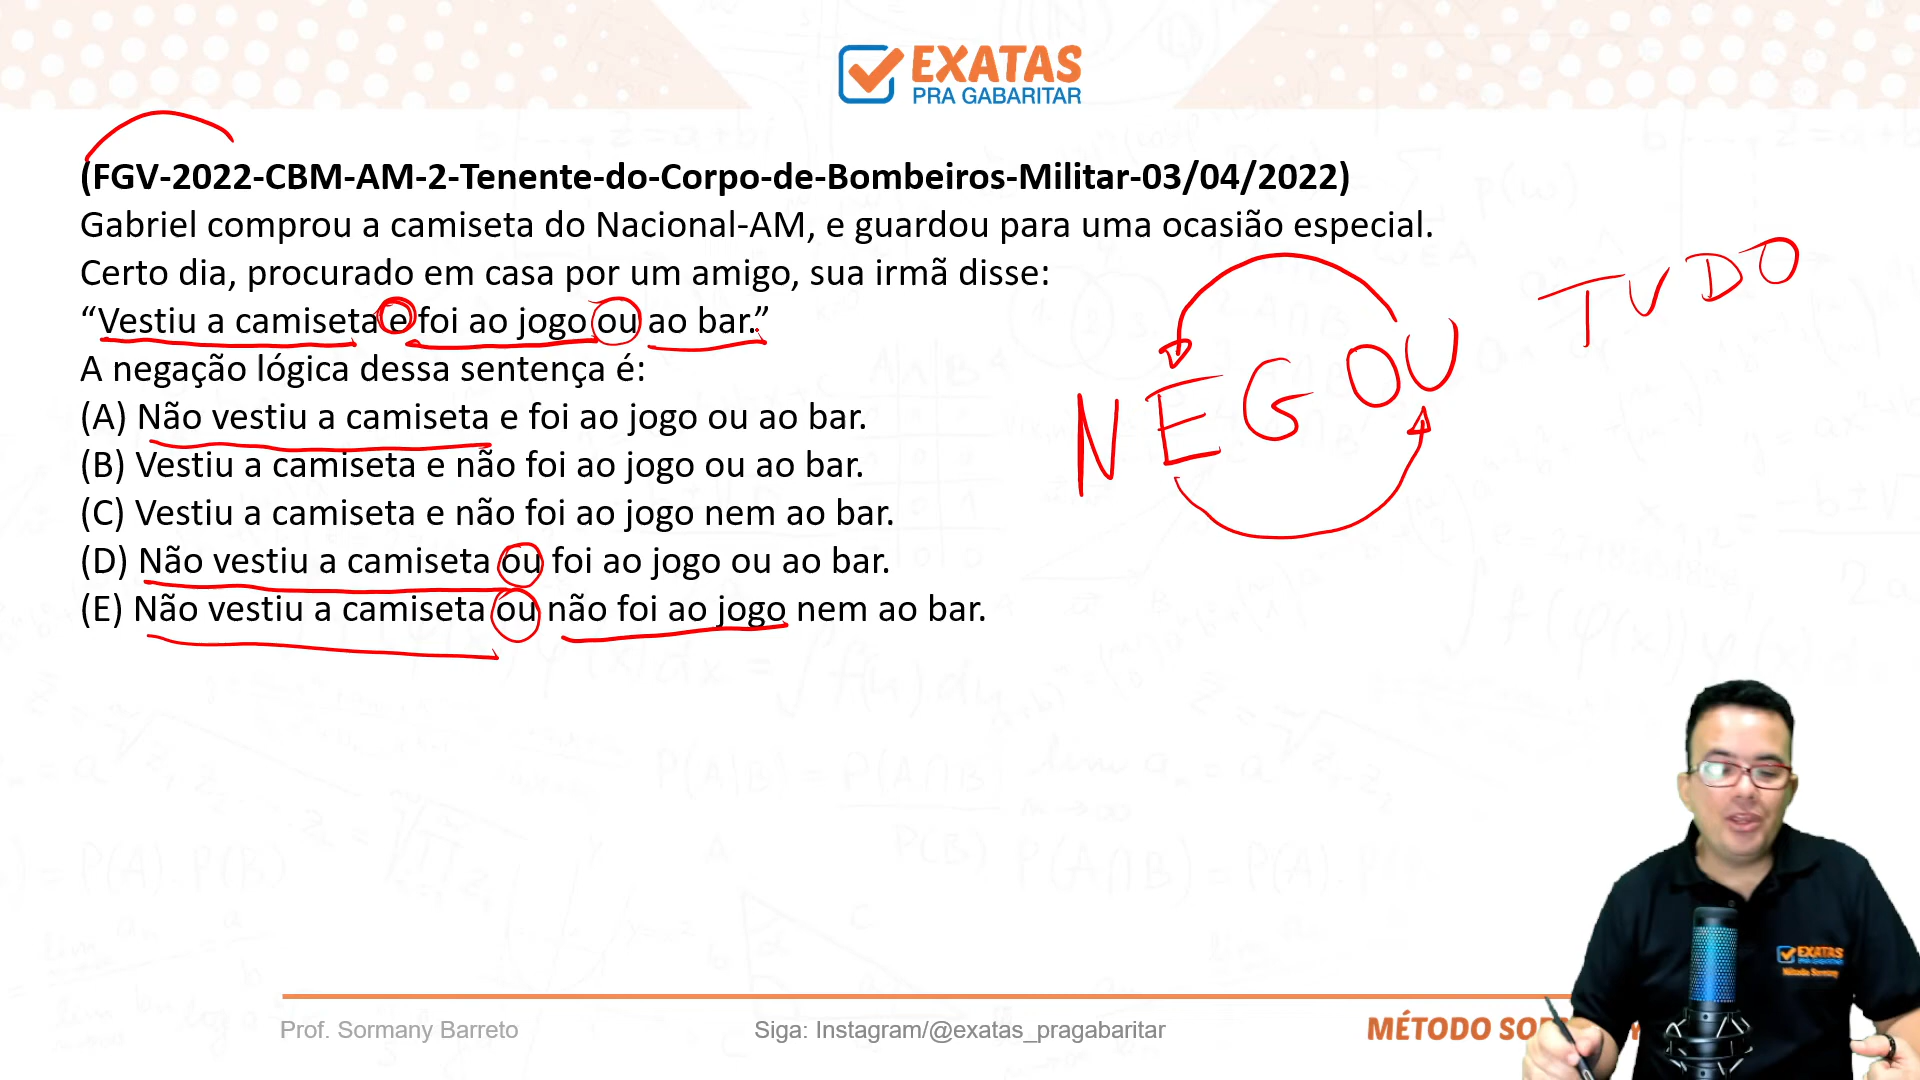 EXATAS
PRA GABARITAR
(FGV-2022-CBM-AM-2-Tenente-do-Corpo-de-Bombeiros-Militar-03/04/2022)
Gabriel comprou a camiseta do Nacional-AM, e guardou para uma ocasião especial.
Certo dia, procurado em casa por um amigo, sua irmã disse:
“Vestiu a camiseta e foi ao jogo ou ao bar.”
A negação lógica dessa sentença é:
(A) Não vestiu a camiseta e foi ao jogo ou ao bar.
(B) Vestiu a camiseta e não foi ao jogo ou ao bar.
(C) Vestiu a camiseta e não foi ao jogo nem ao bar.
(D) Não vestiu a camiseta ou foi ao jogo ou ao bar.
(E) Não vestiu a camiseta ou não foi ao jogo nem ao bar.
NEGOU TUDO
EXATAS
PRA GABARITAR
Prof. Sormany Barreto
Siga: Instagram/@exatas_pragabaritar
MÉTODO